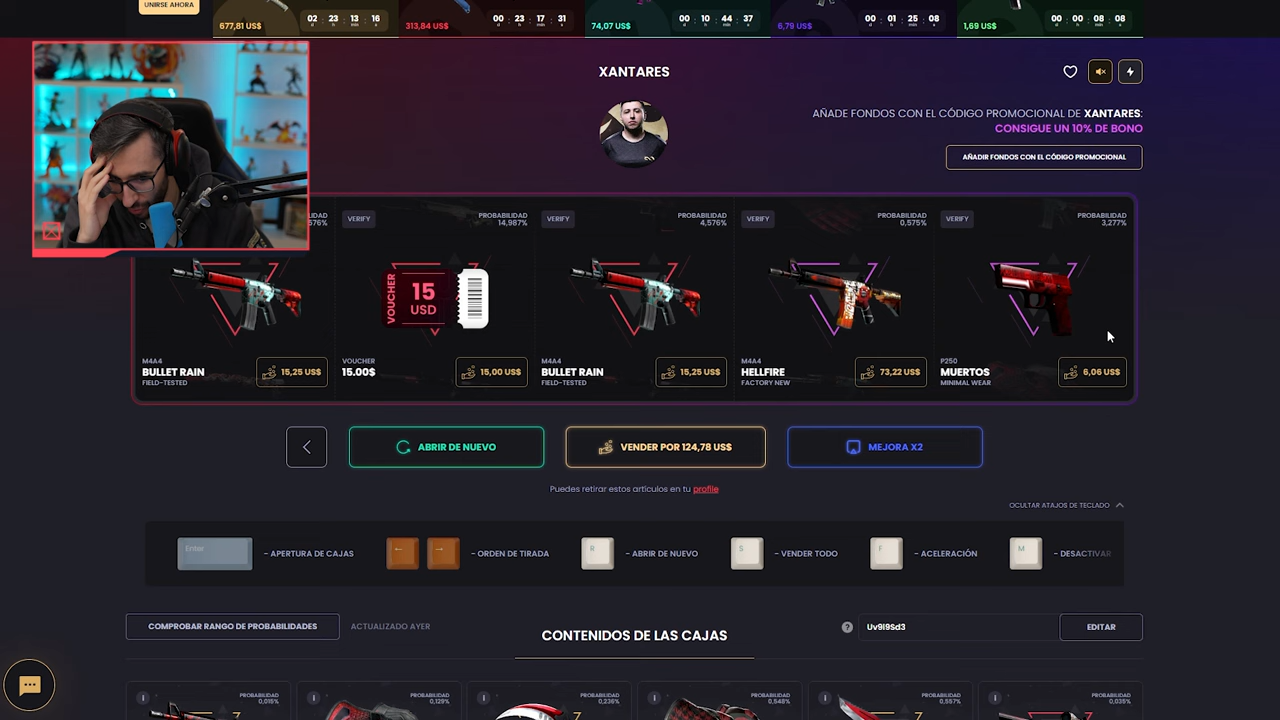 UNIRSE AHORA
677,81 US$
02 : 23 : 13 : 16
d h min s
313,84 US$
00 : 23 : 17 : 31
d h min s
74,07 US$
00 : 10 : 44 : 37
d h min s
6,79 US$
00 : 01 : 25 : 08
d h min s
1,69 US$
00 : 00 : 08 : 08
d h min s
XANTARES
AÑADE FONDOS CON EL CÓDIGO PROMOCIONAL DE XANTARES:
CONSIGUE UN 10% DE BONO
AÑADIR FONDOS CON EL CÓDIGO PROMOCIONAL
VERIFY
PROBABILIDAD
14,987%
VERIFY
PROBABILIDAD
4,576%
VERIFY
PROBABILIDAD
0,575%
VERIFY
PROBABILIDAD
3,277%
VOUCHER
15
USD
M4A4
BULLET RAIN
FIELD-TESTED
15,25 US$
VOUCHER
15.00$
15,00 US$
M4A4
BULLET RAIN
FIELD-TESTED
15,25 US$
M4A4
HELLFIRE
FACTORY NEW
73,22 US$
P250
MUERTOS
MINIMAL WEAR
6,06 US$
ABRIR DE NUEVO
VENDER POR 124,78 US$
MEJORA X2
Puedes retirar estos artículos en tu profile
OCULTAR ATAJOS DE TECLADO
Enter
- APERTURA DE CAJAS
← →
- ORDEN DE TIRADA
R
- ABRIR DE NUEVO
S
- VENDER TODO
F
- ACELERACIÓN
M
- DESACTIVAR
COMPROBAR RANGO DE PROBABILIDADES
ACTUALIZADO AYER
CONTENIDOS DE LAS CAJAS
?
Uv9I9Sd3
EDITAR
PROBABILIDAD
0,015%
PROBABILIDAD
0,129%
PROBABILIDAD
0,236%
PROBABILIDAD
0,548%
PROBABILIDAD
0,557%
PROBABILIDAD
0,035%